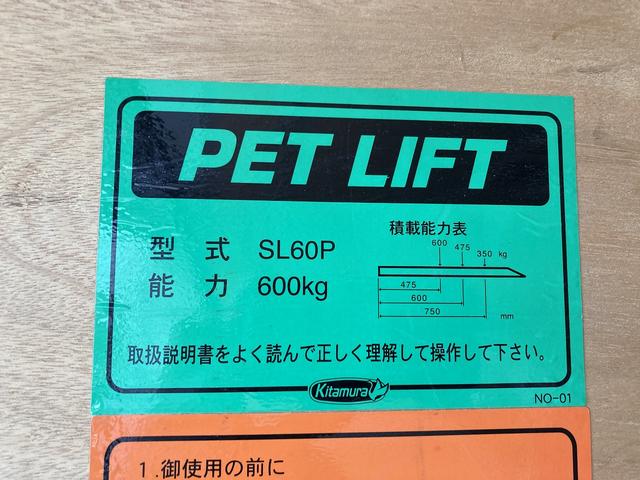 PET LIFT
型 式 SL60P
能 力 600kg
積載能力表
600 475 350 kg
475
600
750 mm
取扱説明書をよく読んで正しく理解して操作して下さい。
Kitamura
NO-01
1.御使用の前に